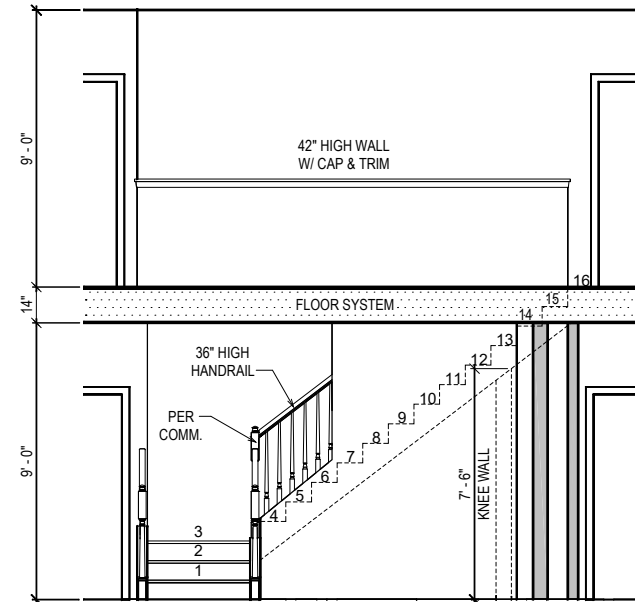 9' - 0"
42" HIGH WALL
W/ CAP & TRIM
16
14"
FLOOR SYSTEM
15
14
36" HIGH
HANDRAIL
13
12
11
10
PER
COMM.
9
8
7
6
5
4
9' - 0"
7' - 6"
KNEE WALL
3
2
1